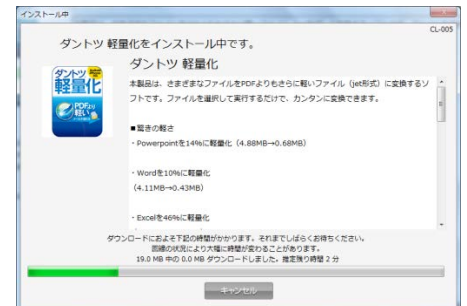 インストール中
CL-005
ダントツ 軽量化をインストール中です。
ダントツ 軽量化
ダントツ
軽量化
PDFより
軽い
本製品は、さまざまなファイルをPDFよりもさらに軽いファイル（jet形式）に変換するソ
フトです。ファイルを選択して実行するだけで、カンタンに変換できます。
■驚きの軽さ
・Powerpointを14%に軽量化（4.88MB→0.68MB）
・Wordを10%に軽量化
（4.11MB→0.43MB）
・Excelを46%に軽量化
ダウンロードにおよそ下記の時間がかかります。それまでしばらくお待ちください。
回線の状況により大幅に時間が変わることがあります。
19.0 MB 中の 0.0 MB ダウンロードしました。推定残り時間 2 分
キャンセル